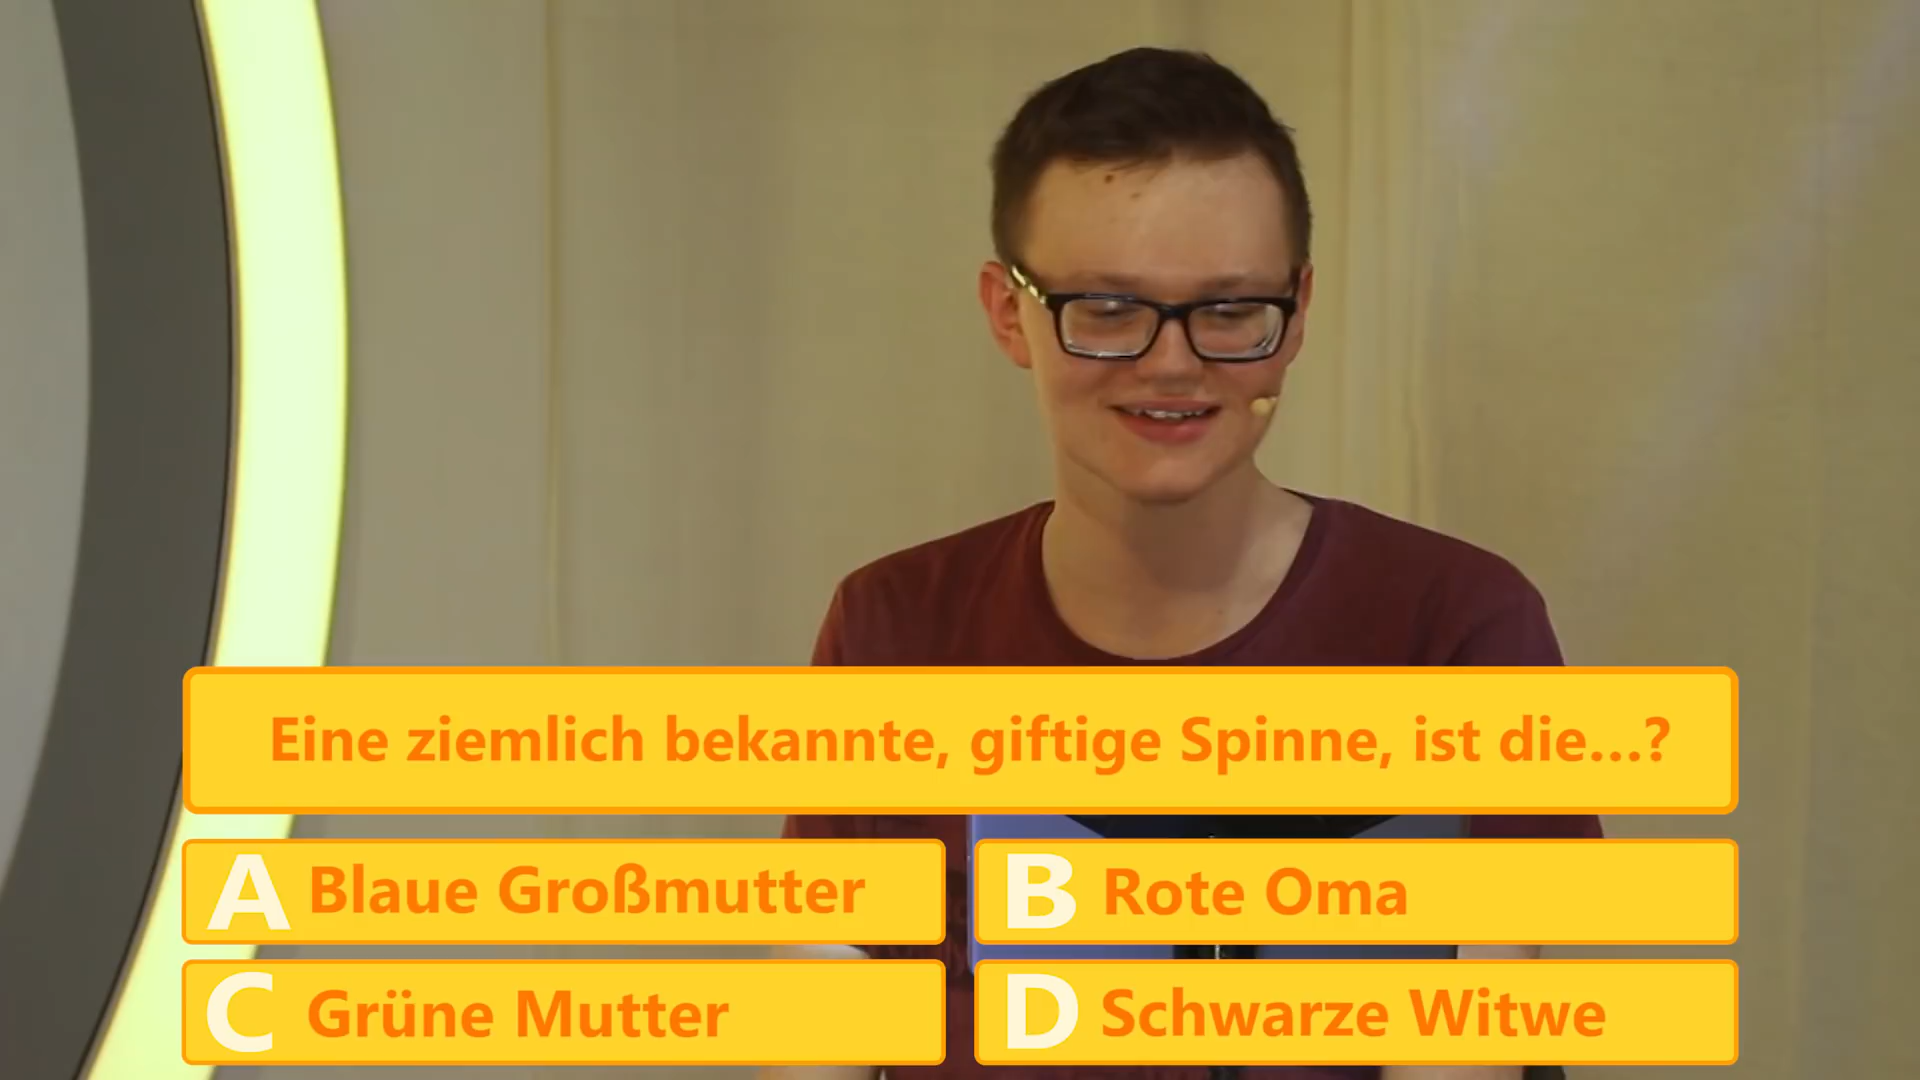 Eine ziemlich bekannte, giftige Spinne, ist die...?
A Blaue Großmutter
B Rote Oma
C Grüne Mutter
D Schwarze Witwe